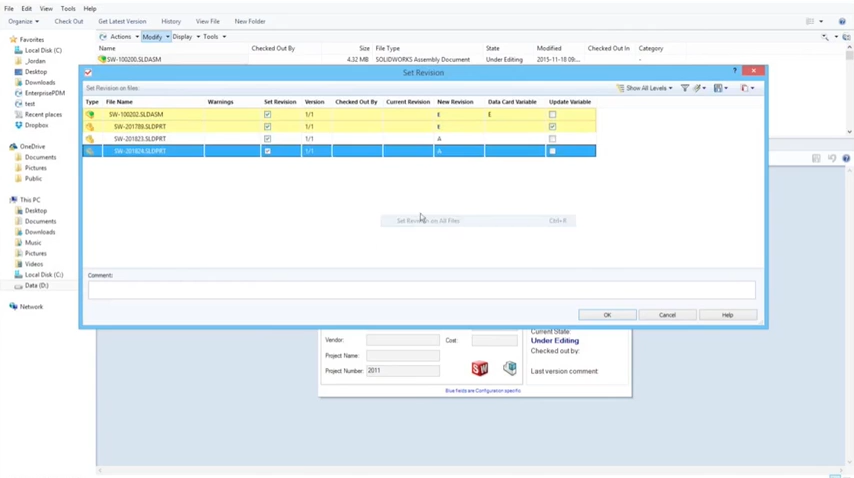 File Edit View Tools Help
Organize Check Out Get Latest Version History View File New Folder
Favorites
Local Disk (C)
_Jordan
Desktop
Downloads
EnterprisePDM
test
Recent places
Dropbox
OneDrive
Documents
Pictures
Public
This PC
Desktop
Documents
Downloads
Music
Pictures
Videos
Local Disk (C:)
Data (D:)
Network
Actions Modify Display Tools
Name Checked Out By Size File Type State Modified Checked Out In Category
SW-100200.SLDASM 4.32 MB SOLIDWORKS Assembly Document Under Editing 2015-11-18 09:... -
Set Revision
Set Revision on files.
Show All Levels
Type File Name Warnings Set Revision Version Checked Out By Current Revision New Revision Data Card Variable Update Variable
SW-100202.SLDASM 1/1 E E
SW-201789.SLDPRT 1/1 E
SW-201823.SLDPRT 1/1 A
SW-201824.SLDPRT 1/1 A
Set Revision on All Files Ctrl+R
Comment:
OK Cancel Help
Vendor: Cost:
Project Name:
Project Number: 2011
Blue fields are Configuration specific
Current State:
Under Editing
Checked out by:
Last version comment: